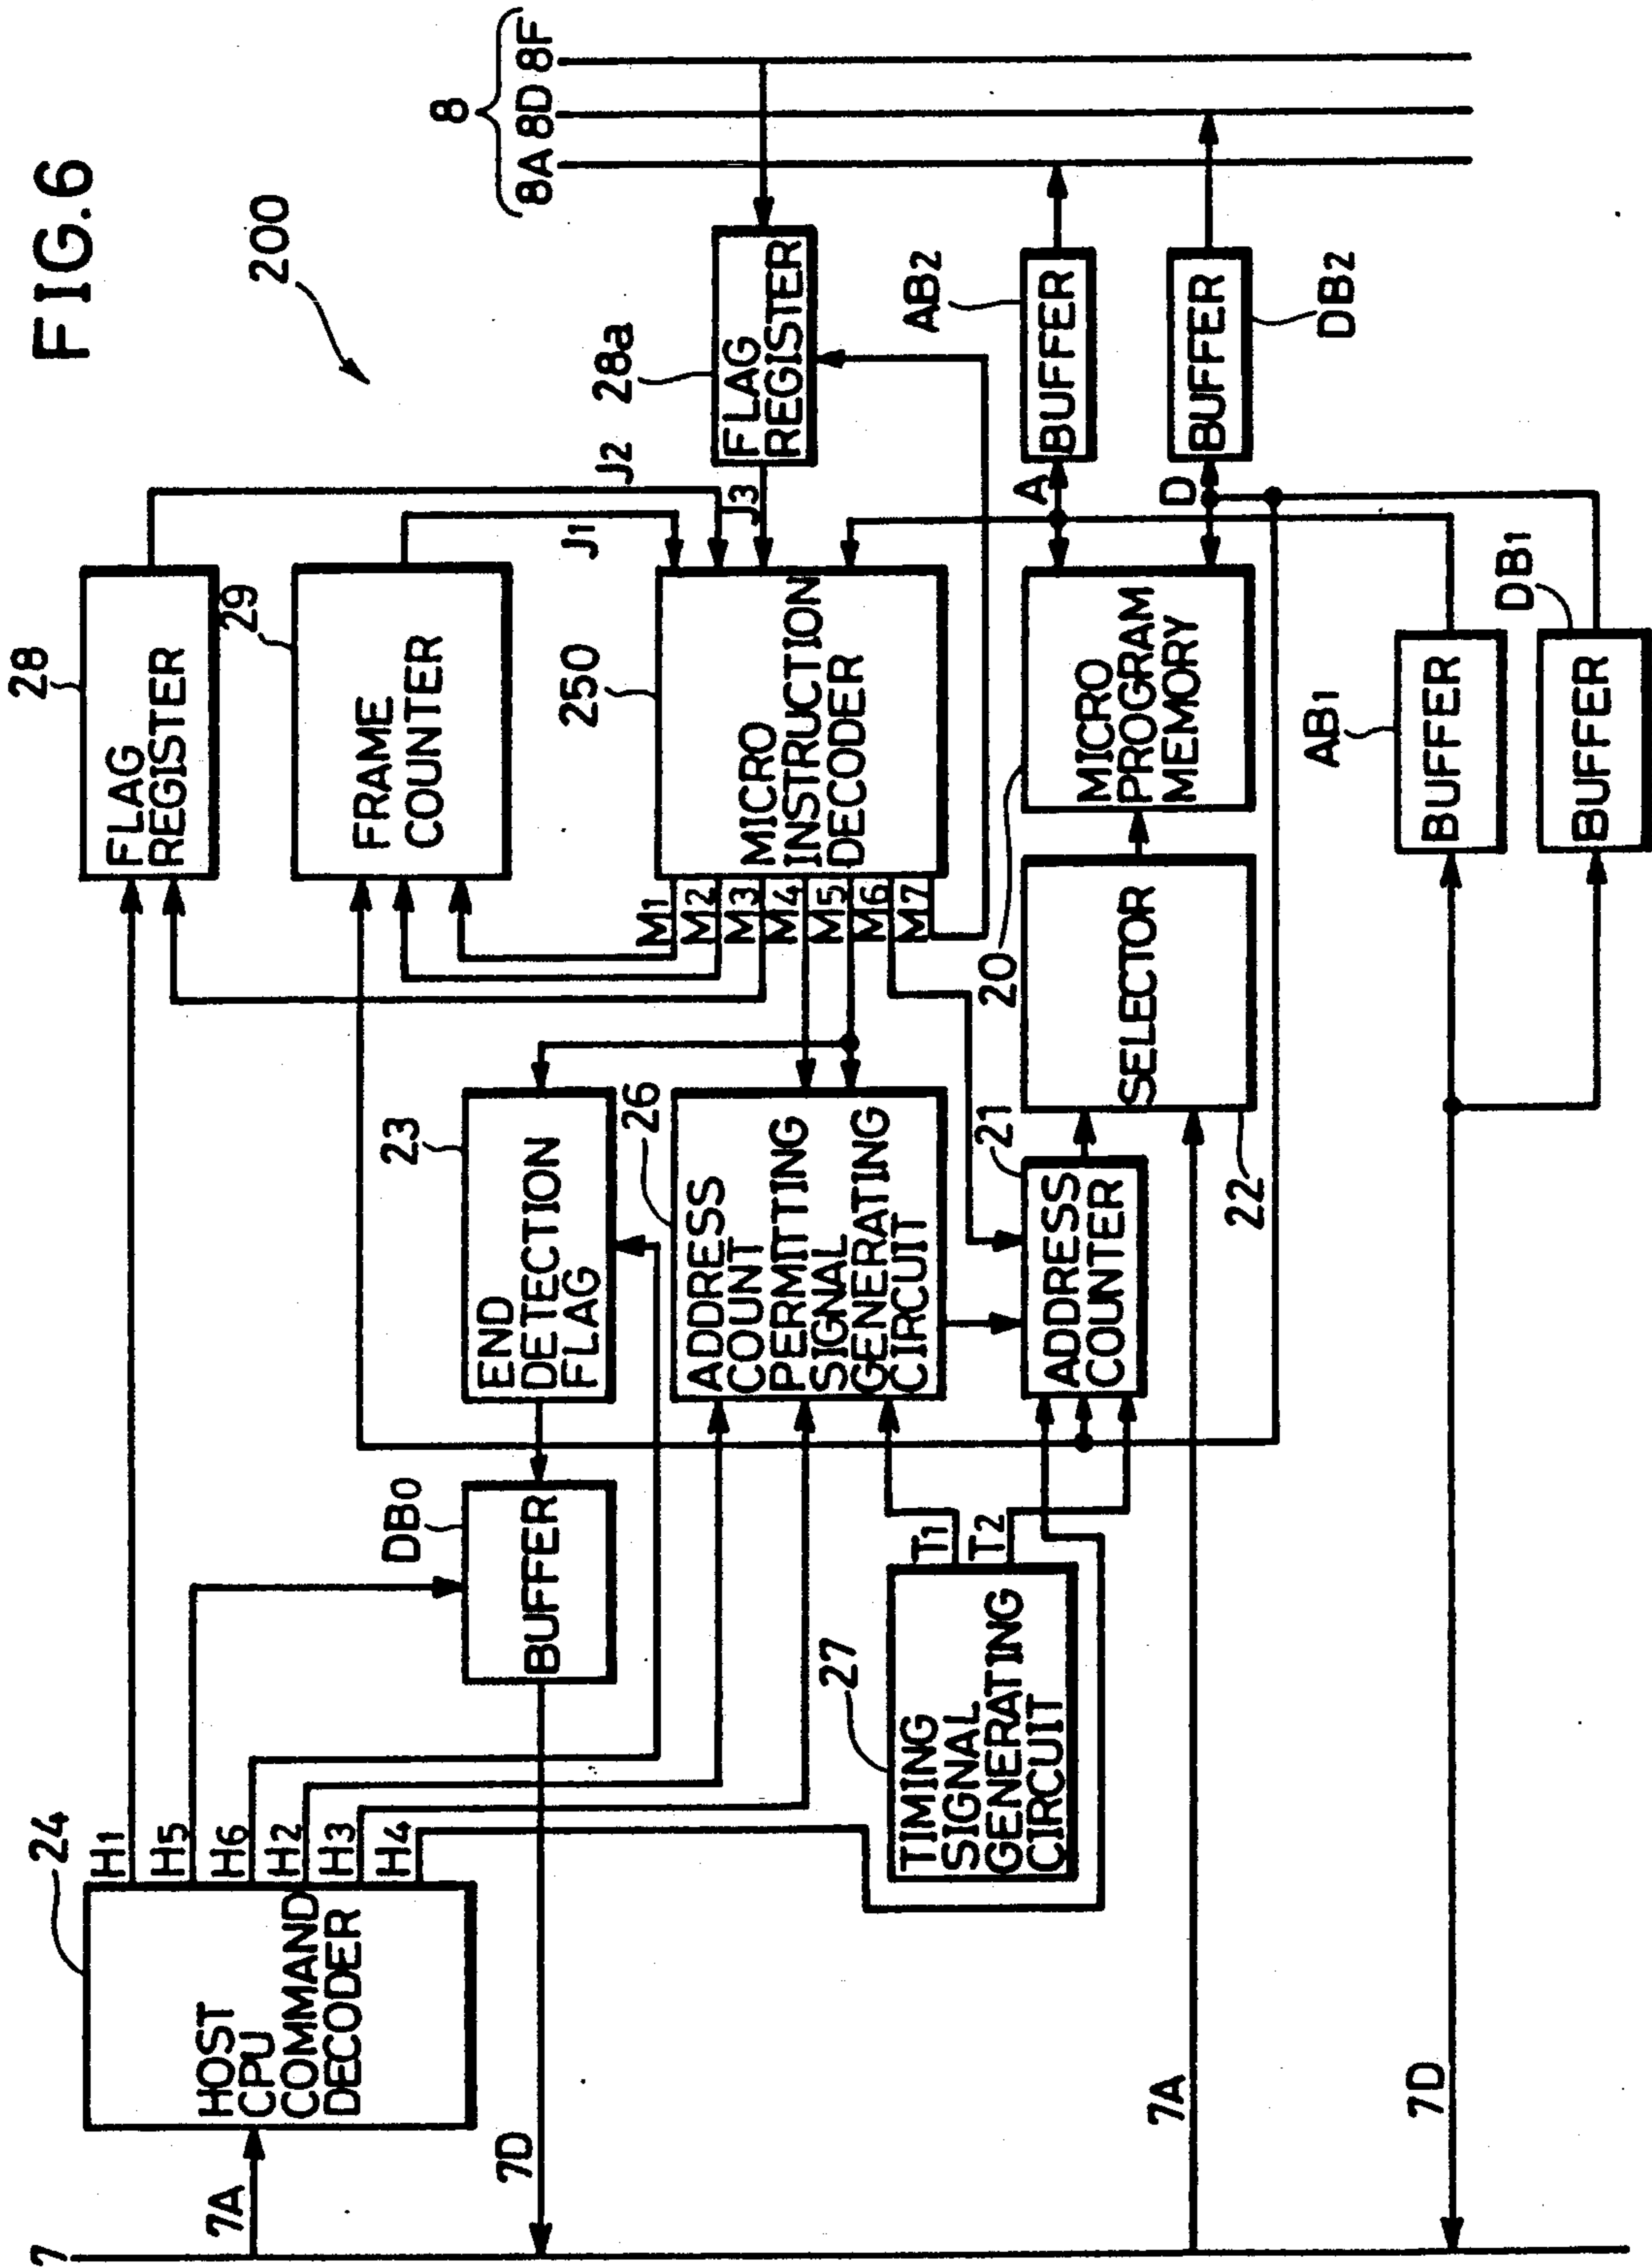 FIG.6
200
8
8A 8D 8F
28
FLAG
REGISTER
29
FRAME
COUNTER
J2
J1
J3
28a
FLAG
REGISTER
250
MICRO
INSTRUCTION
DECODER
M1
M2
M3
M4
M5
M6
M7
AB2
BUFFER
A
DB2
BUFFER
D
20
MICRO
PROGRAM
MEMORY
SELECTOR
22
AB1
BUFFER
DB1
BUFFER
23
END
DETECTION
FLAG
26
ADDRESS
COUNT
PERMITTING
SIGNAL
GENERATING
CIRCUIT
21
ADDRESS
COUNTER
DB0
BUFFER
27
TIMING
SIGNAL
GENERATING
CIRCUIT
T1
T2
24
HOST
CPU
COMMAND
DECODER
H1
H5
H6
H2
H3
H4
7
7A
7D
7A
7D